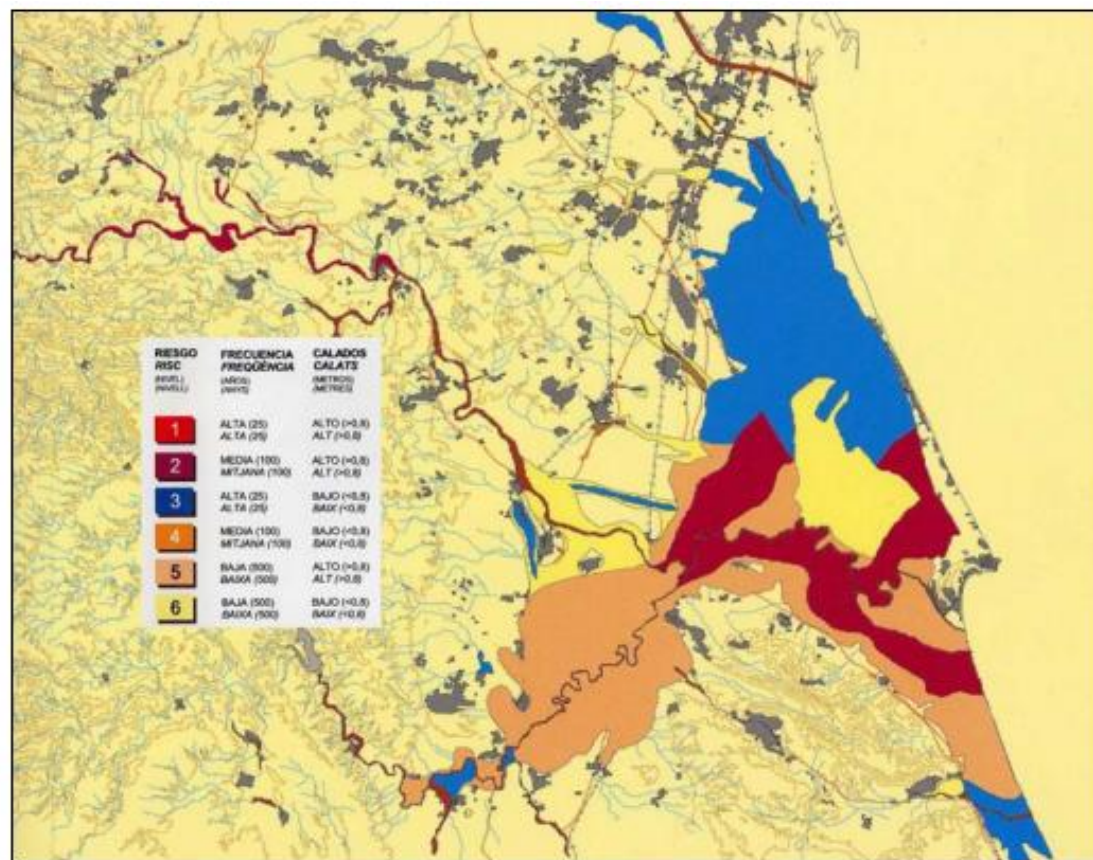 RIESGO FRECUENCIA CALADOS
RISC FREQÜÈNCIA CALATS
(NIVEL) (AÑOS) (METROS)
(NIVELL) (ANYS) (METRES)
1 ALTA (25) ALTO (>0,8)
ALTA (25) ALT (>0,8)
2 MEDIA (100) ALTO (>0,8)
MITJANA (100) ALT (>0,8)
3 ALTA (25) BAJO (<0,8)
ALTA (25) BAIX (<0,8)
4 MEDIA (100) BAJO (<0,8)
MITJANA (100) BAIX (<0,8)
5 BAJA (500) ALTO (>0,8)
BAIXA (500) ALT (>0,8)
6 BAJA (500) BAJO (<0,8)
BAIXA (500) BAIX (<0,8)